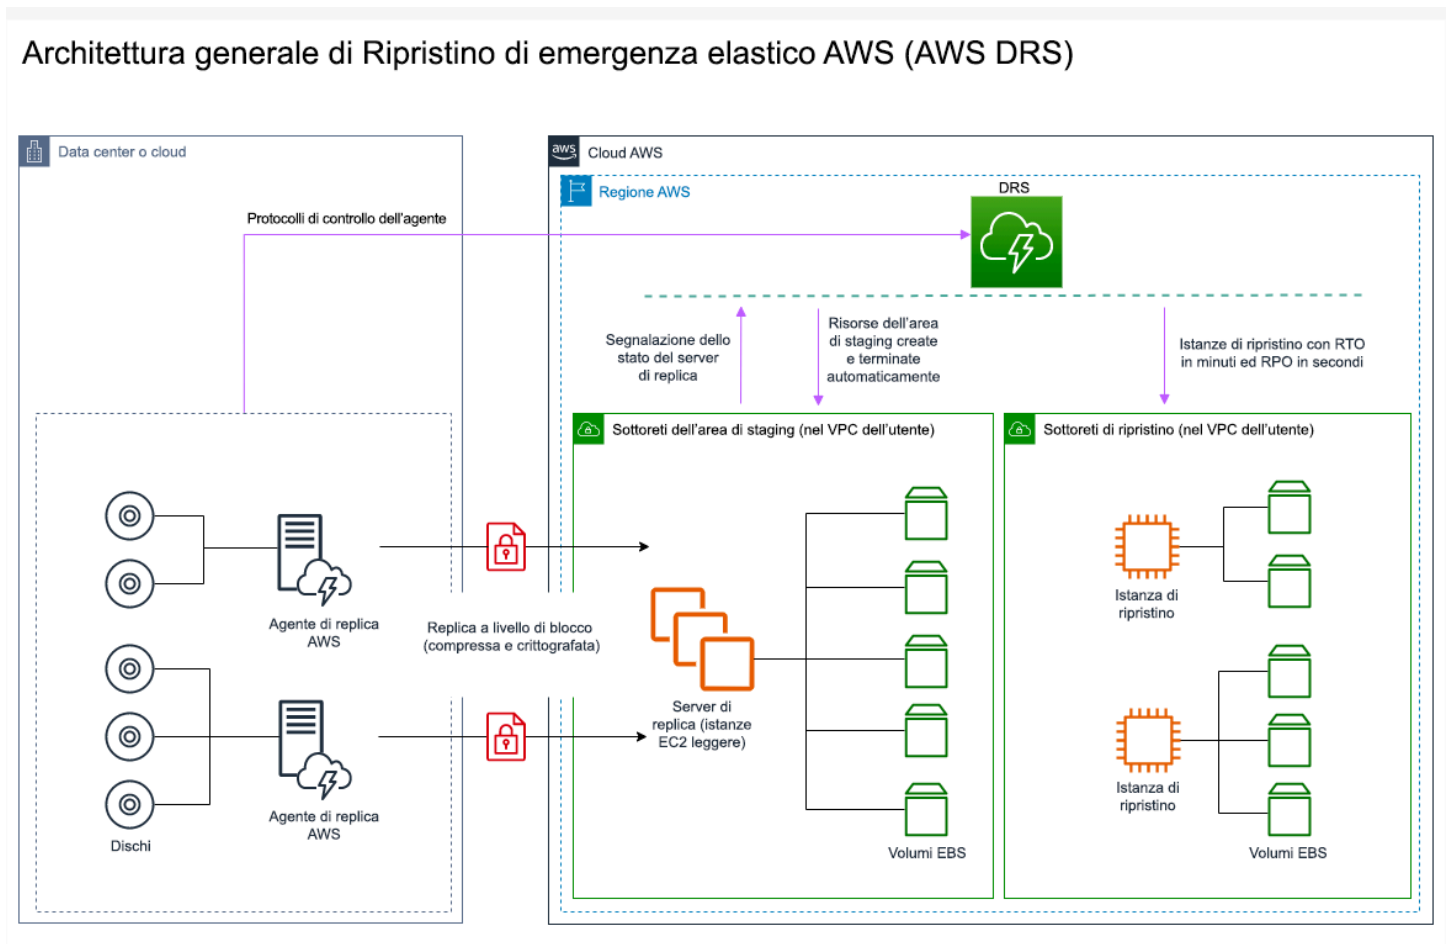 Architettura generale di Ripristino di emergenza elastico AWS (AWS DRS)
Data center o cloud
aws
Cloud AWS
Regione AWS
DRS
Protocolli di controllo dell'agente
Segnalazione dello
stato del server
di replica
Risorse dell'area
di staging create
e terminate
automaticamente
Istanze di ripristino con RTO
in minuti ed RPO in secondi
Sottoreti dell'area di staging (nel VPC dell'utente)
Sottoreti di ripristino (nel VPC dell'utente)
Agente di replica
AWS
Replica a livello di blocco
(compressa e crittografata)
Istanza di
ripristino
Server di
replica (istanze
EC2 leggere)
Agente di replica
AWS
Istanza di
ripristino
Dischi
Volumi EBS
Volumi EBS